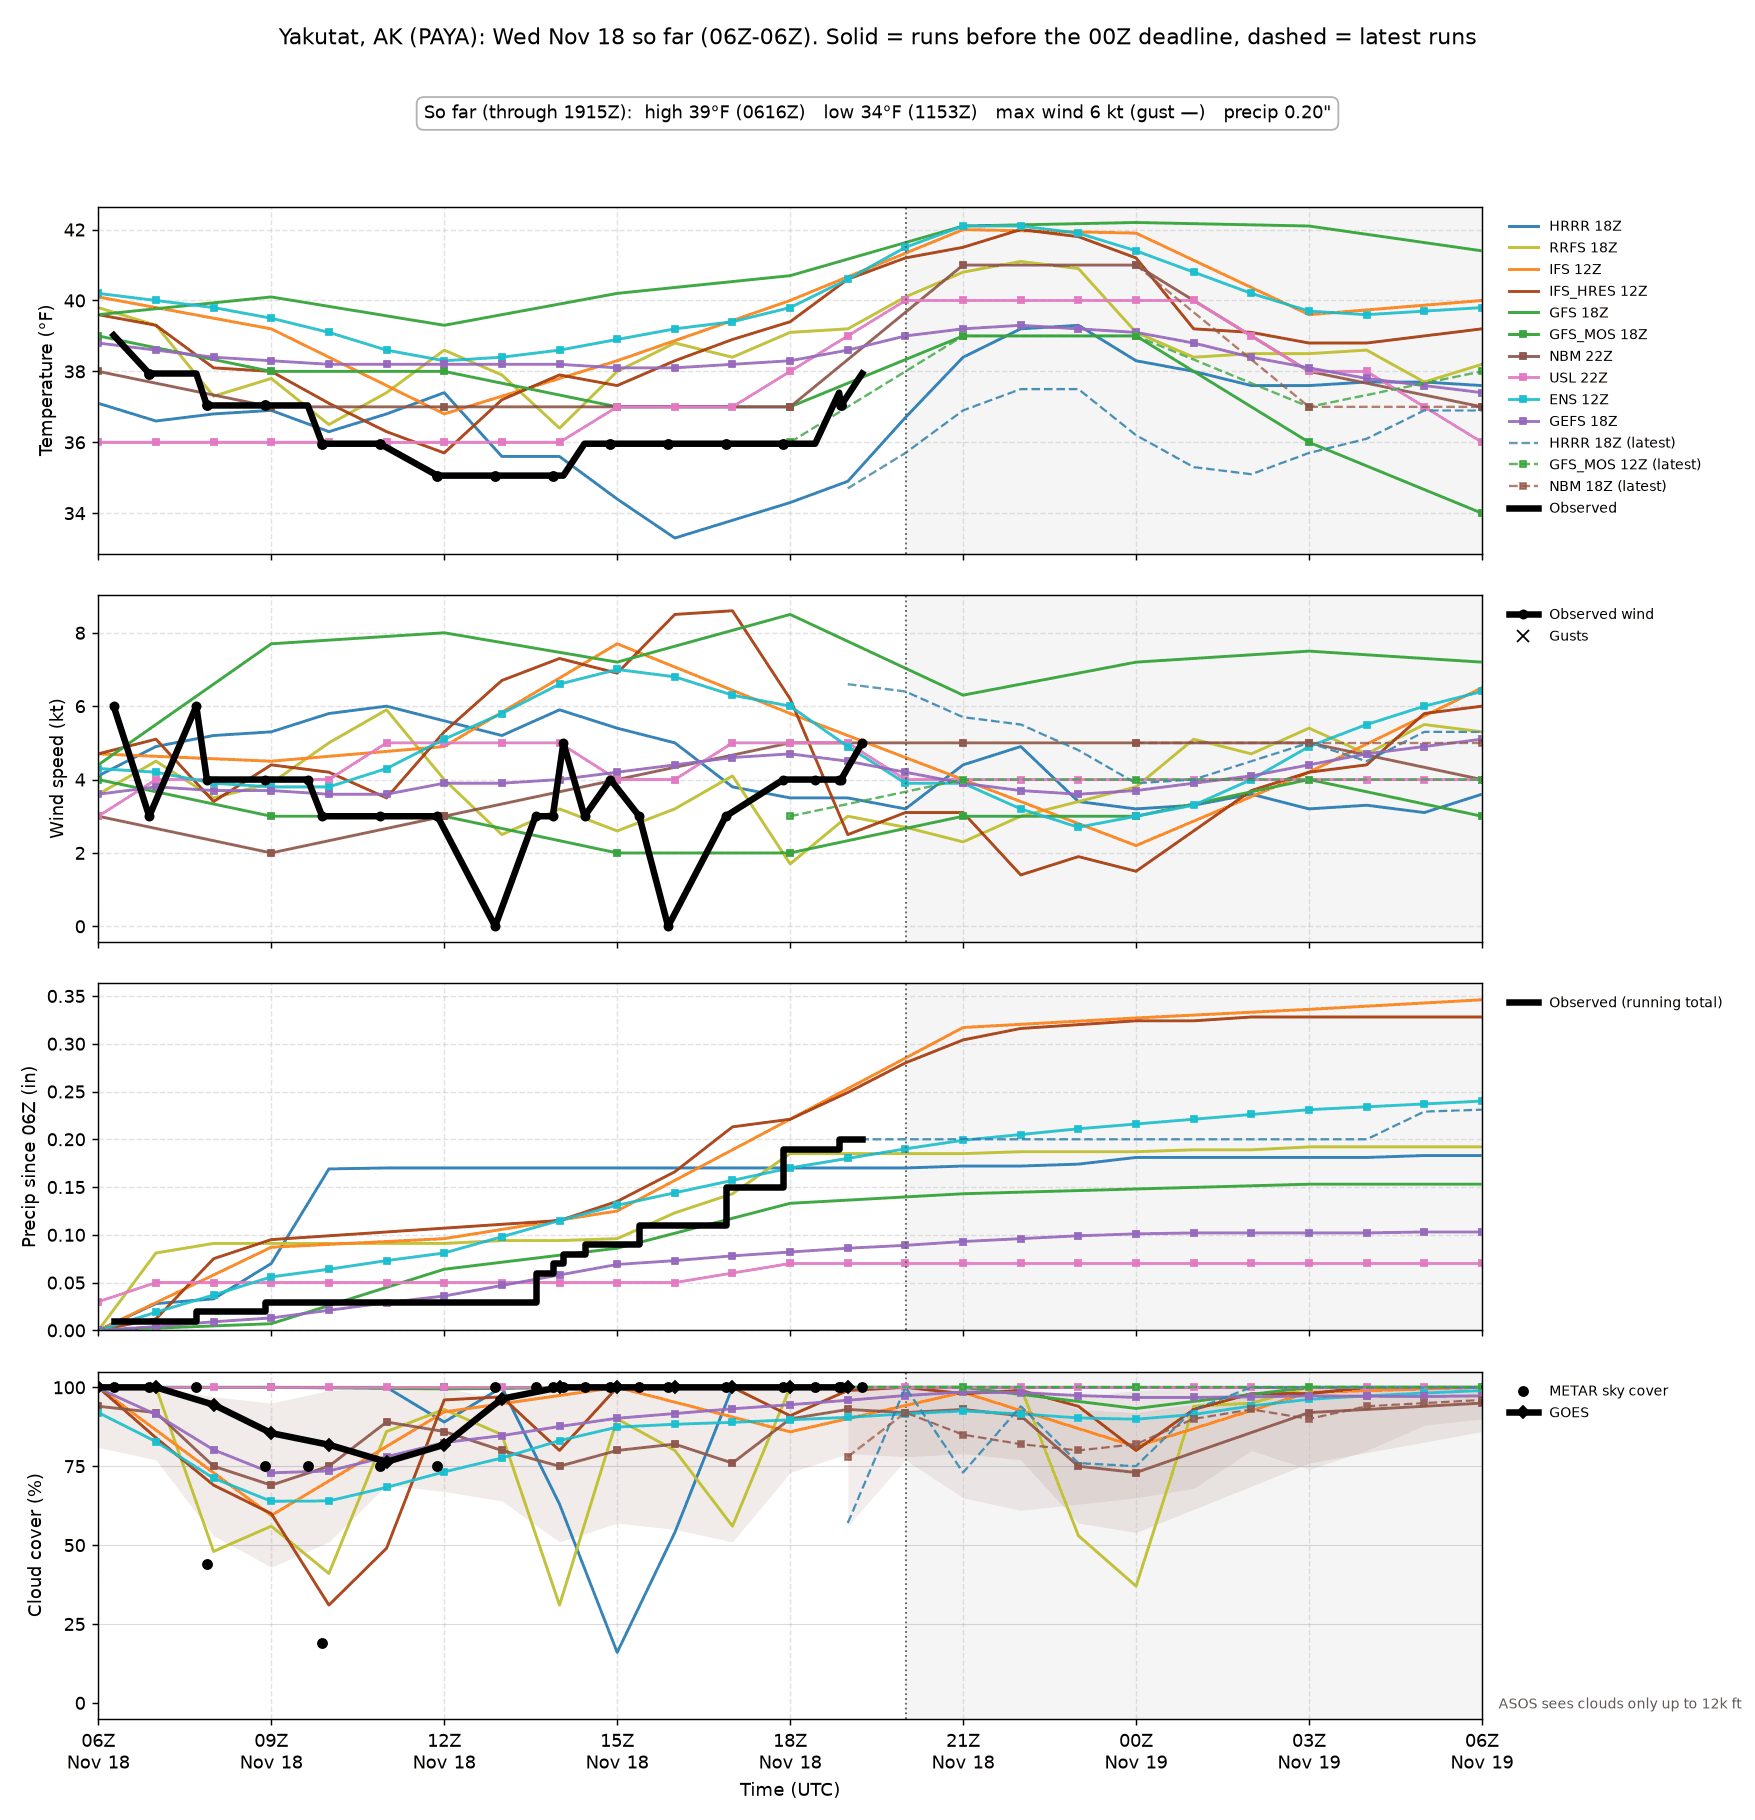 Yakutat, AK (PAYA): Wed Nov 18 so far (06Z-06Z). Solid = runs before the 00Z deadline, dashed = latest runs
So far (through 1915Z):  high 39°F (0616Z)   low 34°F (1153Z)   max wind 6 kt (gust —)   precip 0.20"
Temperature (°F)
42
40
38
36
34
HRRR 18Z
RRFS 18Z
IFS 12Z
IFS_HRES 12Z
GFS 18Z
GFS_MOS 18Z
NBM 22Z
USL 22Z
ENS 12Z
GEFS 18Z
HRRR 18Z (latest)
GFS_MOS 12Z (latest)
NBM 18Z (latest)
Observed
Wind speed (kt)
8
6
4
2
0
Observed wind
Gusts
Precip since 06Z (in)
0.35
0.30
0.25
0.20
0.15
0.10
0.05
0.00
Observed (running total)
Cloud cover (%)
100
75
50
25
0
METAR sky cover
GOES
ASOS sees clouds only up to 12k ft
06Z
Nov 18
09Z
Nov 18
12Z
Nov 18
15Z
Nov 18
18Z
Nov 18
21Z
Nov 18
00Z
Nov 19
03Z
Nov 19
06Z
Nov 19
Time (UTC)